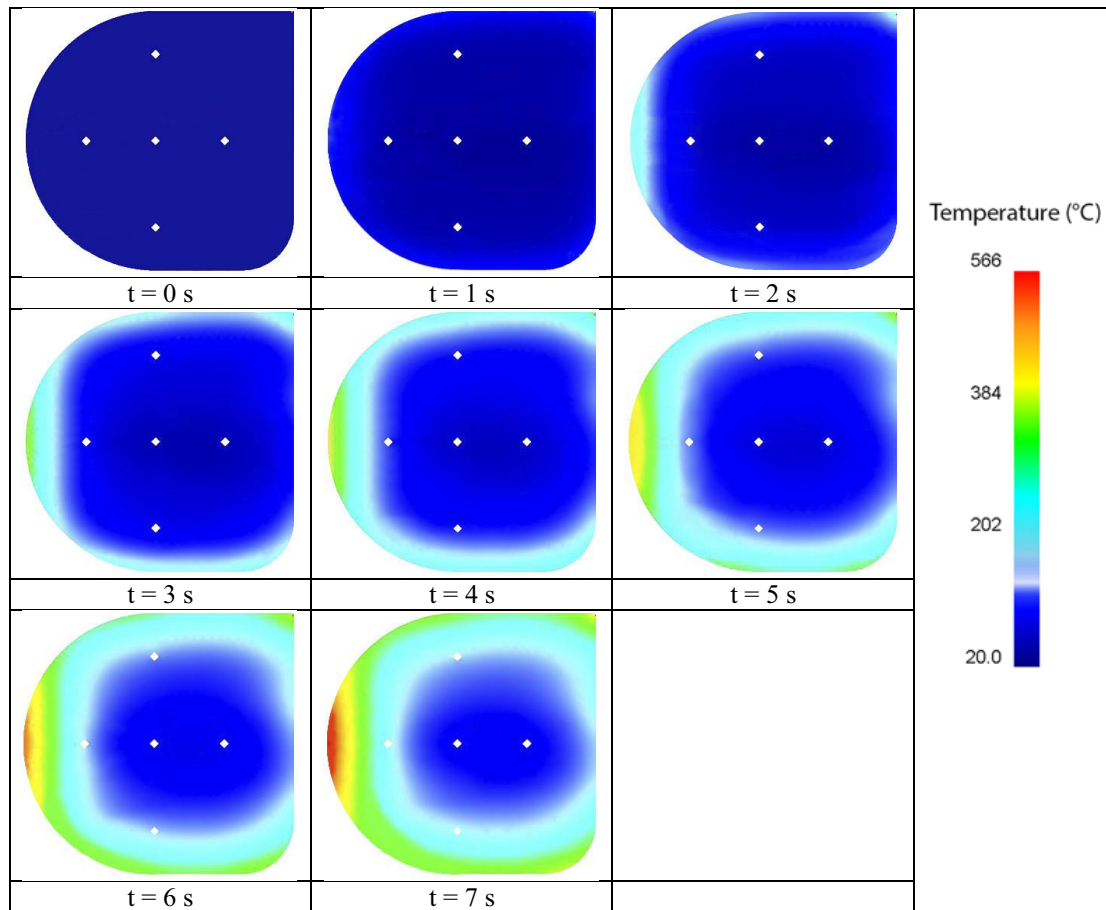 t = 0 s
t = 1 s
t = 2 s
t = 3 s
t = 4 s
t = 5 s
t = 6 s
t = 7 s
Temperature (°C)
566
384
202
20.0